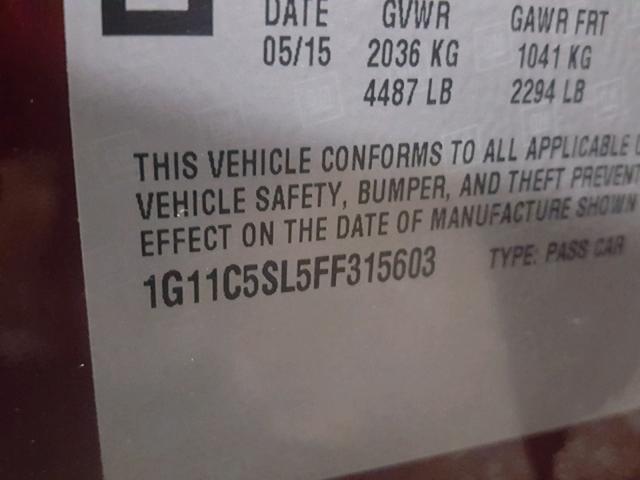 DATE GVWR GAWR FRT
05/15 2036 KG 1041 KG
4487 LB 2294 LB
THIS VEHICLE CONFORMS TO ALL APPLICABLE
VEHICLE SAFETY, BUMPER, AND THEFT PREVENT
EFFECT ON THE DATE OF MANUFACTURE SHOWN
1G11C5SL5FF315603 TYPE: PASS CAR